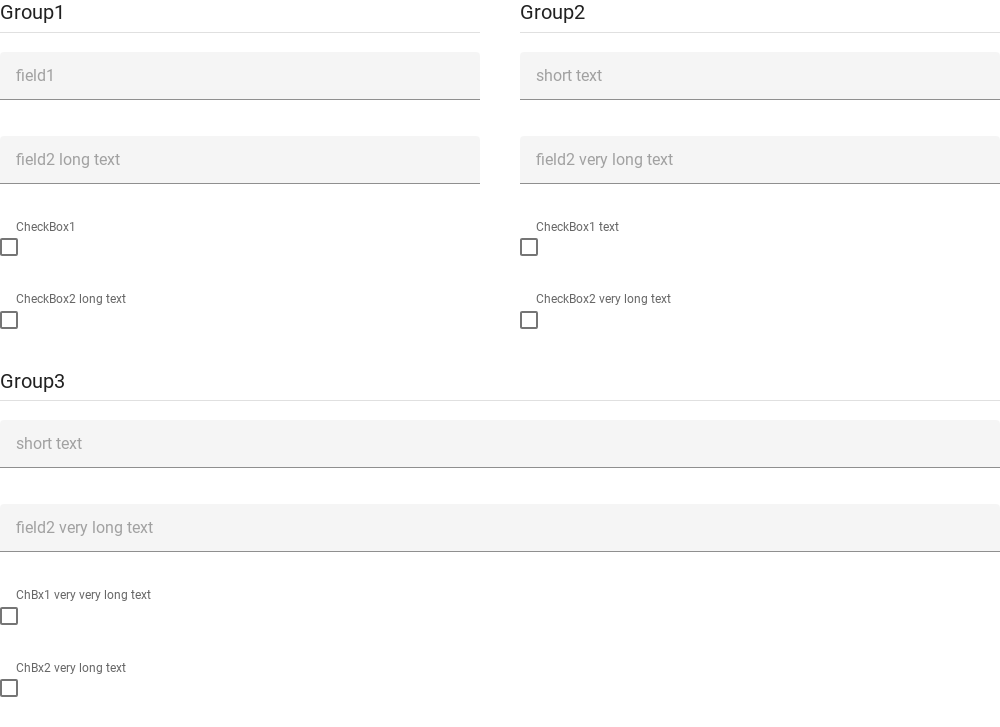 Group1
field1
field2 long text
CheckBox1
CheckBox2 long text
Group2
short text
field2 very long text
CheckBox1 text
CheckBox2 very long text
Group3
short text
field2 very long text
ChBx1 very very long text
ChBx2 very long text